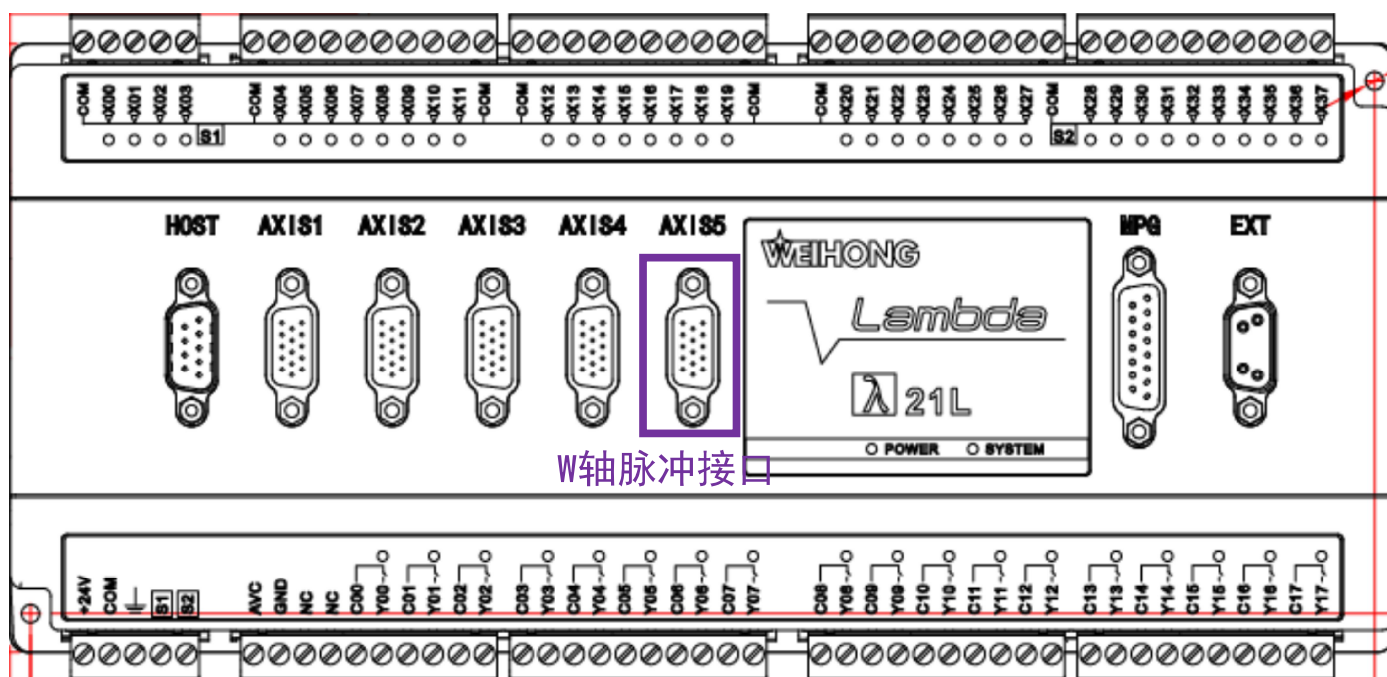 COM X00 X01 X02 X03 COM X04 X05 X06 X07 X08 X09 X10 X11 COM COM X12 X13 X14 X15 X16 X17 X18 X19 COM COM X20 X21 X22 X23 X24 X25 X26 X27 COM X28 X29 X30 X31 X32 X33 X34 X35 X36 X37
S1 S2
HOST AXIS1 AXIS2 AXIS3 AXIS4 AXIS5 MPG EXT
WEIHONG
Lambda
λ 21L
POWER SYSTEM
W轴脉冲接口
+24V COM S1 S2 AVC GND NC NC C00 Y00 C01 Y01 C02 Y02 C03 Y03 C04 Y04 C05 Y05 C06 Y06 C07 Y07 C08 Y08 C09 Y09 C10 Y10 C11 Y11 C12 Y12 C13 Y13 C14 Y14 C15 Y15 C16 Y16 C17 Y17